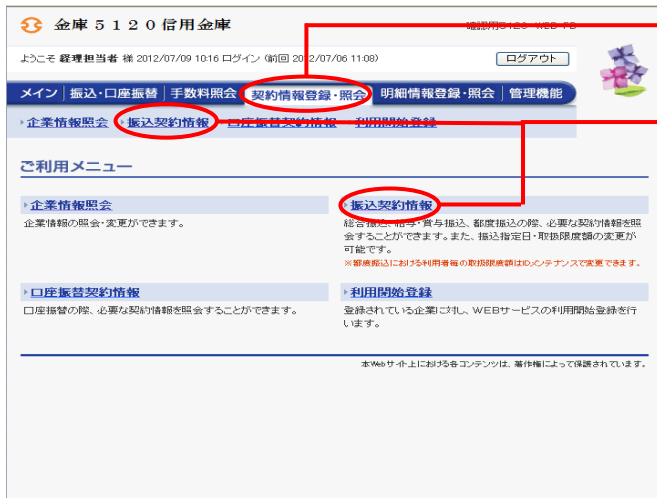 金庫５１２０信用金庫
確認用5120 WEB-FB
ようこそ 経理担当者 様 2012/07/09 10:16 ログイン (前回 2012/07/06 11:08)
ログアウト
メイン 振込・口座振替 手数料照会 契約情報登録・照会 明細情報登録・照会 管理機能
企業情報照会 振込契約情報 口座振替契約情報 利用開始登録
ご利用メニュー
企業情報照会
企業情報の照会・変更ができます。
振込契約情報
総合振込、給与・賞与振込、都度振込の際、必要な契約情報を照
会することができます。また、振込指定日・取扱限度額の変更が
可能です。
※都度振込における利用者毎の取扱限度額はIDメンテナンスで変更できます。
口座振替契約情報
口座振替の際、必要な契約情報を照会することができます。
利用開始登録
登録されている企業に対し、WEBサービスの利用開始登録を行
います。
本Webサイト上における各コンテンツは、著作権によって保護されています。